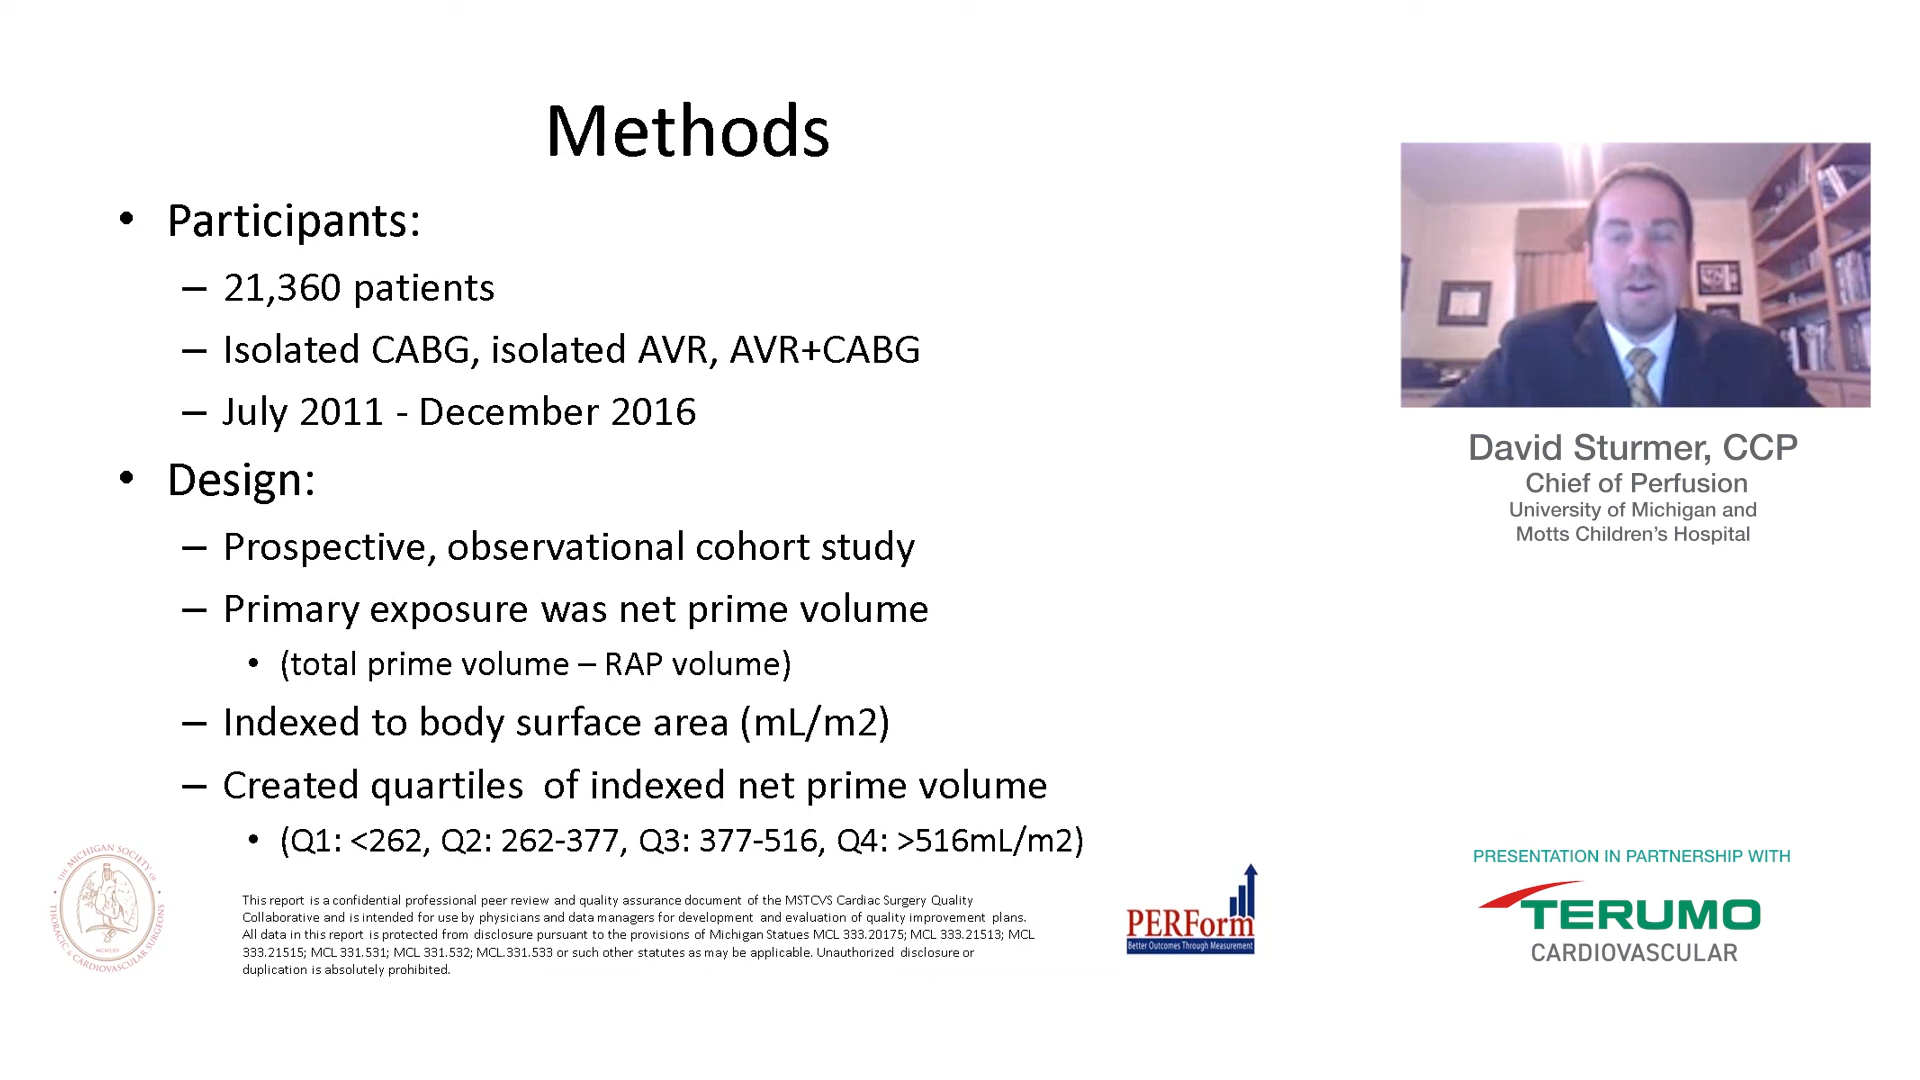 Methods
• Participants:
– 21,360 patients
– Isolated CABG, isolated AVR, AVR+CABG
– July 2011 - December 2016
• Design:
– Prospective, observational cohort study
– Primary exposure was net prime volume
• (total prime volume – RAP volume)
– Indexed to body surface area (mL/m2)
– Created quartiles of indexed net prime volume
• (Q1: <262, Q2: 262-377, Q3: 377-516, Q4: >516mL/m2)
THE MICHIGAN SOCIETY OF
THORACIC & CARDIOVASCULAR SURGEONS
MCMLXV
This report is a confidential professional peer review and quality assurance document of the MSTCVS Cardiac Surgery Quality
Collaborative and is intended for use by physicians and data managers for development and evaluation of quality improvement plans.
All data in this report is protected from disclosure pursuant to the provisions of Michigan Statues MCL 333.20175; MCL 333.21513; MCL
333.21515; MCL 331.531; MCL 331.532; MCL.331.533 or such other statutes as may be applicable. Unauthorized disclosure or
duplication is absolutely prohibited.
PERForm
Better Outcomes Through Measurement
David Sturmer, CCP
Chief of Perfusion
University of Michigan and
Motts Children's Hospital
PRESENTATION IN PARTNERSHIP WITH
TERUMO
CARDIOVASCULAR